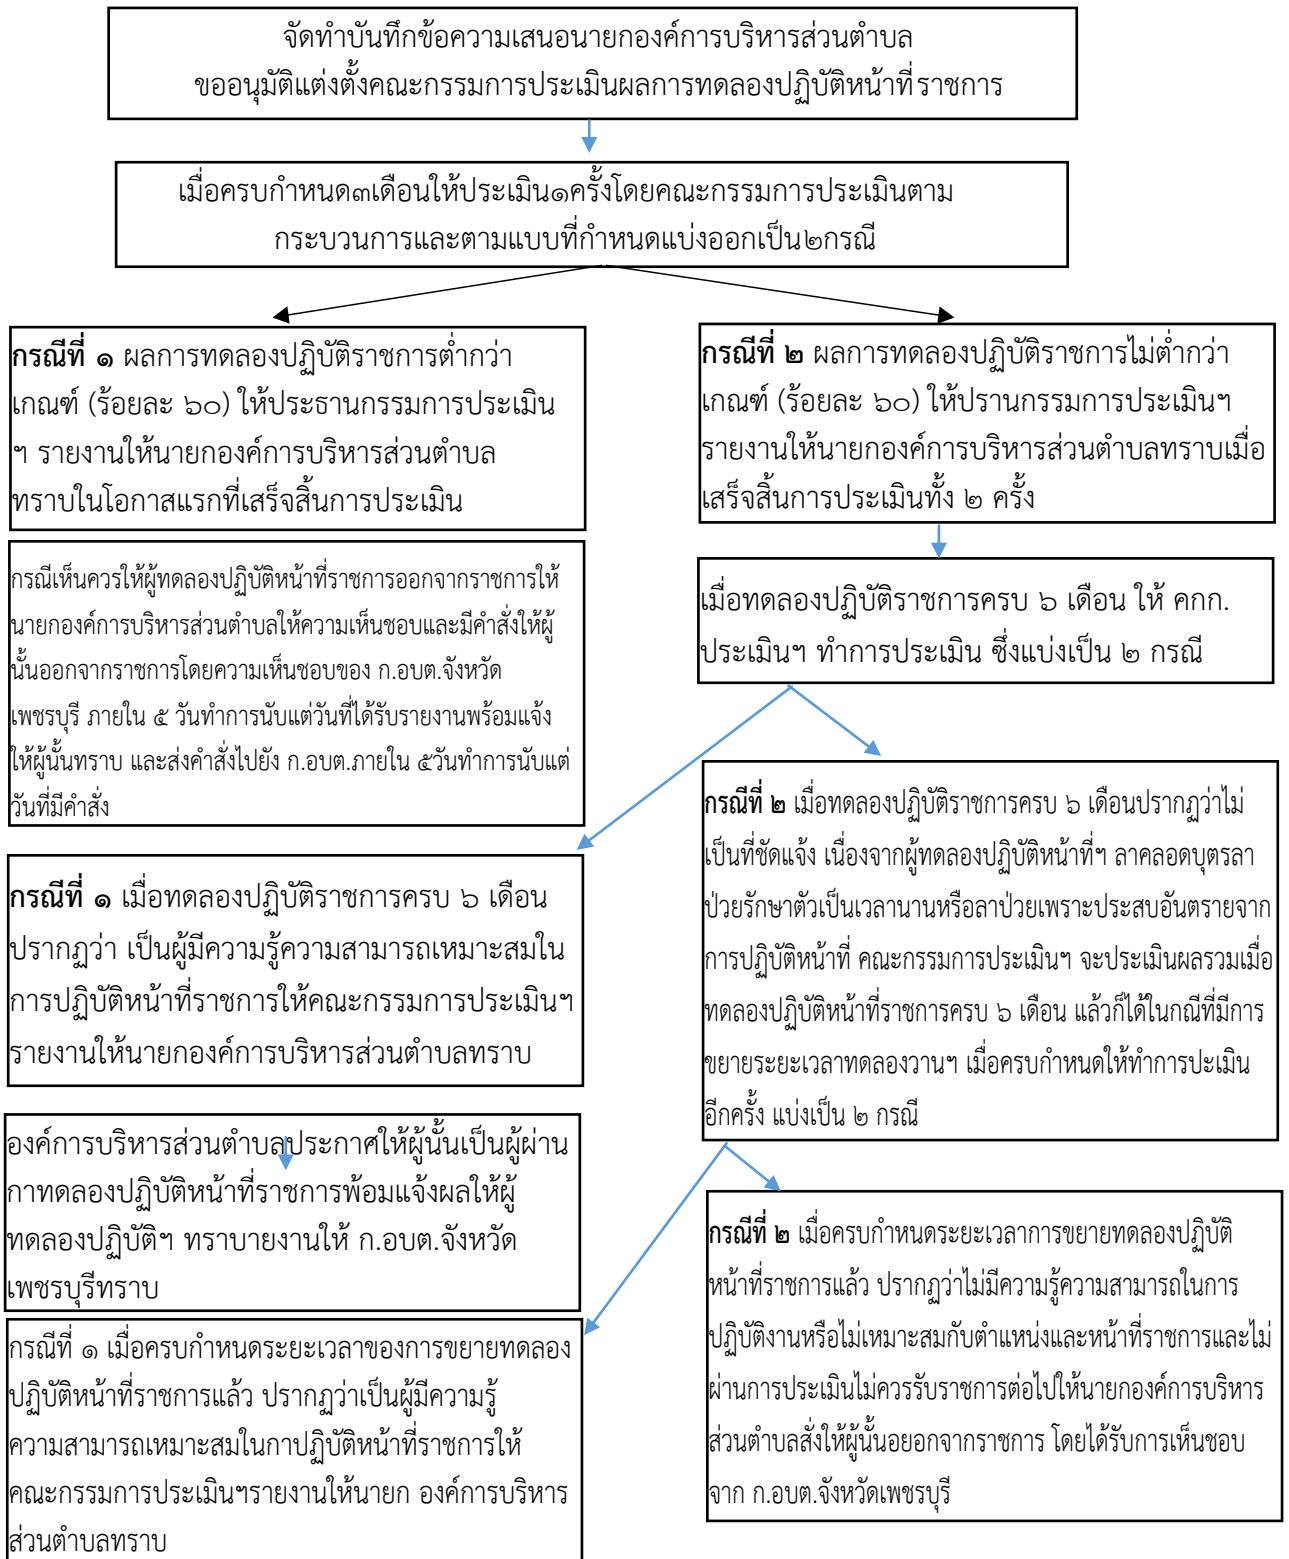 จัดทำบันทึกข้อความเสนอนายกองค์การบริหารส่วนตำบล
ขออนุมัติแต่งตั้งคณะกรรมการประเมินผลการทดลองปฏิบัติหน้าที่ราชการ
เมื่อครบกำหนด๓เดือนให้ประเมิน๑ครั้งโดยคณะกรรมการประเมินตาม
กระบวนการและตามแบบที่กำหนดแบ่งออกเป็น๒กรณี
กรณีที่ ๑ ผลการทดลองปฏิบัติราชการต่ำกว่า
เกณฑ์ (ร้อยละ ๖๐) ให้ประธานกรรมการประเมิน
ฯ รายงานให้นายกองค์การบริหารส่วนตำบล
ทราบในโอกาสแรกที่เสร็จสิ้นการประเมิน
กรณีที่ ๒ ผลการทดลองปฏิบัติราชการไม่ต่ำกว่า
เกณฑ์ (ร้อยละ ๖๐) ให้ปรานกรรมการประเมินฯ
รายงานให้นายกองค์การบริหารส่วนตำบลทราบเมื่อ
เสร็จสิ้นการประเมินทั้ง ๒ ครั้ง
กรณีเห็นควรให้ผู้ทดลองปฏิบัติหน้าที่ราชการออกจากราชการให้
นายกองค์การบริหารส่วนตำบลให้ความเห็นชอบและมีคำสั่งให้ผู้
นั้นออกจากราชการโดยความเห็นชอบของ ก.อบต.จังหวัด
เพชรบุรี ภายใน ๕ วันทำการนับแต่วันที่ได้รับรายงานพร้อมแจ้ง
ให้ผู้นั้นทราบ และส่งคำสั่งไปยัง ก.อบต.ภายใน ๕วันทำการนับแต่
วันที่มีคำสั่ง
เมื่อทดลองปฏิบัติราชการครบ ๖ เดือน ให้ คกก.
ประเมินฯ ทำการประเมิน ซึ่งแบ่งเป็น ๒ กรณี
กรณีที่ ๒ เมื่อทดลองปฏิบัติราชการครบ ๖ เดือนปรากฏว่าไม่
เป็นที่ชัดแจ้ง เนื่องจากผู้ทดลองปฏิบัติหน้าที่ฯ ลาคลอดบุตรลา
ป่วยรักษาตัวเป็นเวลานานหรือลาป่วยเพราะประสบอันตรายจาก
การปฏิบัติหน้าที่ คณะกรรมการประเมินฯ จะประเมินผลรวมเมื่อ
ทดลองปฏิบัติหน้าที่ราชการครบ ๖ เดือน แล้วก็ได้ในกณีที่มีการ
ขยายระยะเวลาทดลองวานฯ เมื่อครบกำหนดให้ทำการปะเมิน
อีกครั้ง แบ่งเป็น ๒ กรณี
กรณีที่ ๑ เมื่อทดลองปฏิบัติราชการครบ ๖ เดือน
ปรากฏว่า เป็นผู้มีความรู้ความสามารถเหมาะสมใน
การปฏิบัติหน้าที่ราชการให้คณะกรรมการประเมินฯ
รายงานให้นายกองค์การบริหารส่วนตำบลทราบ
องค์การบริหารส่วนตำบลประกาศให้ผู้นั้นเป็นผู้ผ่าน
กาทดลองปฏิบัติหน้าที่ราชการพ้อมแจ้งผลให้ผู้
ทดลองปฏิบัติฯ ทราบายงานให้ ก.อบต.จังหวัด
เพชรบุรีทราบ
กรณีที่ ๒ เมื่อครบกำหนดระยะเวลาการขยายทดลองปฏิบัติ
หน้าที่ราชการแล้ว ปรากฏว่าไม่มีความรู้ความสามารถในการ
ปฏิบัติงานหรือไม่เหมาะสมกับตำแหน่งและหน้าที่ราชการและไม่
ผ่านการประเมินไม่ควรรับราชการต่อไปให้นายกองค์การบริหาร
ส่วนตำบลสั่งให้ผู้นั้นอยอกจากราชการ โดยได้รับการเห็นชอบ
จาก ก.อบต.จังหวัดเพชรบุรี
กรณีที่ ๑ เมื่อครบกำหนดระยะเวลาของการขยายทดลอง
ปฏิบัติหน้าที่ราชการแล้ว ปรากฏว่าเป็นผู้มีความรู้
ความสามารถเหมาะสมในกาปฏิบัติหน้าที่ราชการให้
คณะกรรมการประเมินฯรายงานให้นายก องค์การบริหาร
ส่วนตำบลทราบ